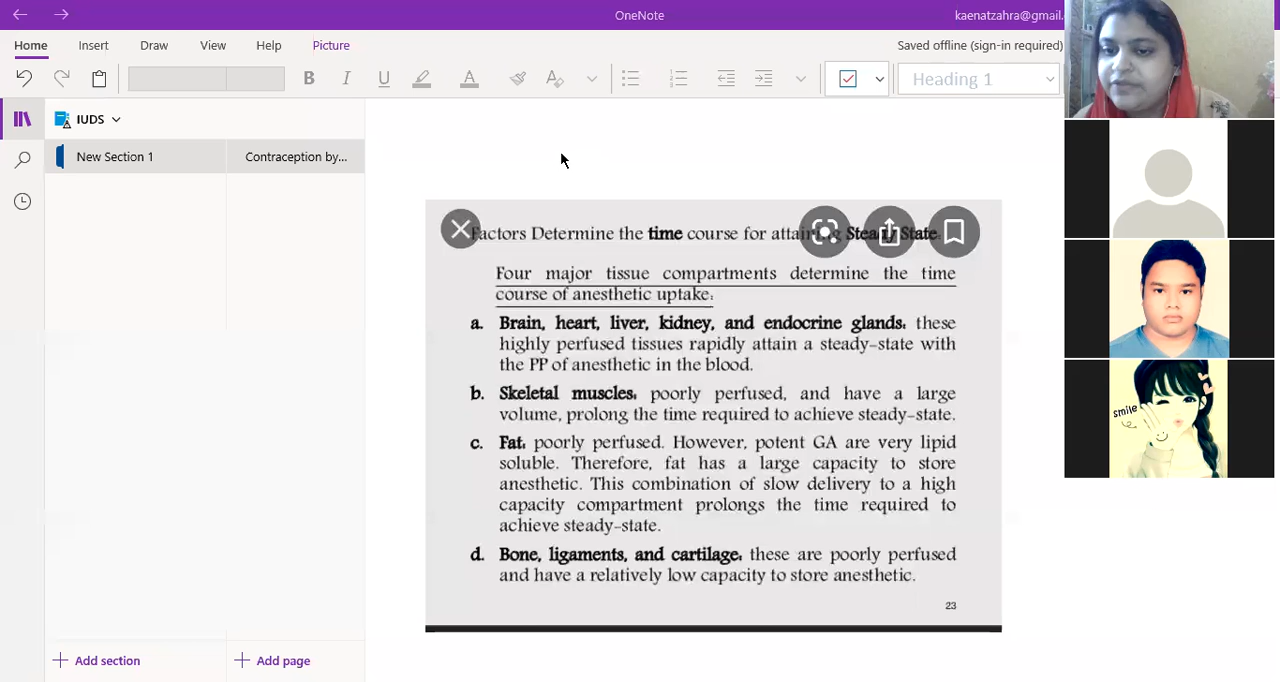 OneNote
kaenatzahra@gmail.
Home Insert Draw View Help Picture
Saved offline (sign-in required)
B I U A A Heading 1
IUDS
New Section 1
Contraception by...
Factors Determine the time course for attaining Steady State:
Four major tissue compartments determine the time
course of anesthetic uptake:
a. Brain, heart, liver, kidney, and endocrine glands: these
highly perfused tissues rapidly attain a steady-state with
the PP of anesthetic in the blood.
b. Skeletal muscles: poorly perfused, and have a large
volume, prolong the time required to achieve steady-state.
c. Fat: poorly perfused. However, potent GA are very lipid
soluble. Therefore, fat has a large capacity to store
anesthetic. This combination of slow delivery to a high
capacity compartment prolongs the time required to
achieve steady-state.
d. Bone, ligaments, and cartilage: these are poorly perfused
and have a relatively low capacity to store anesthetic.
23
Add section
Add page
smile